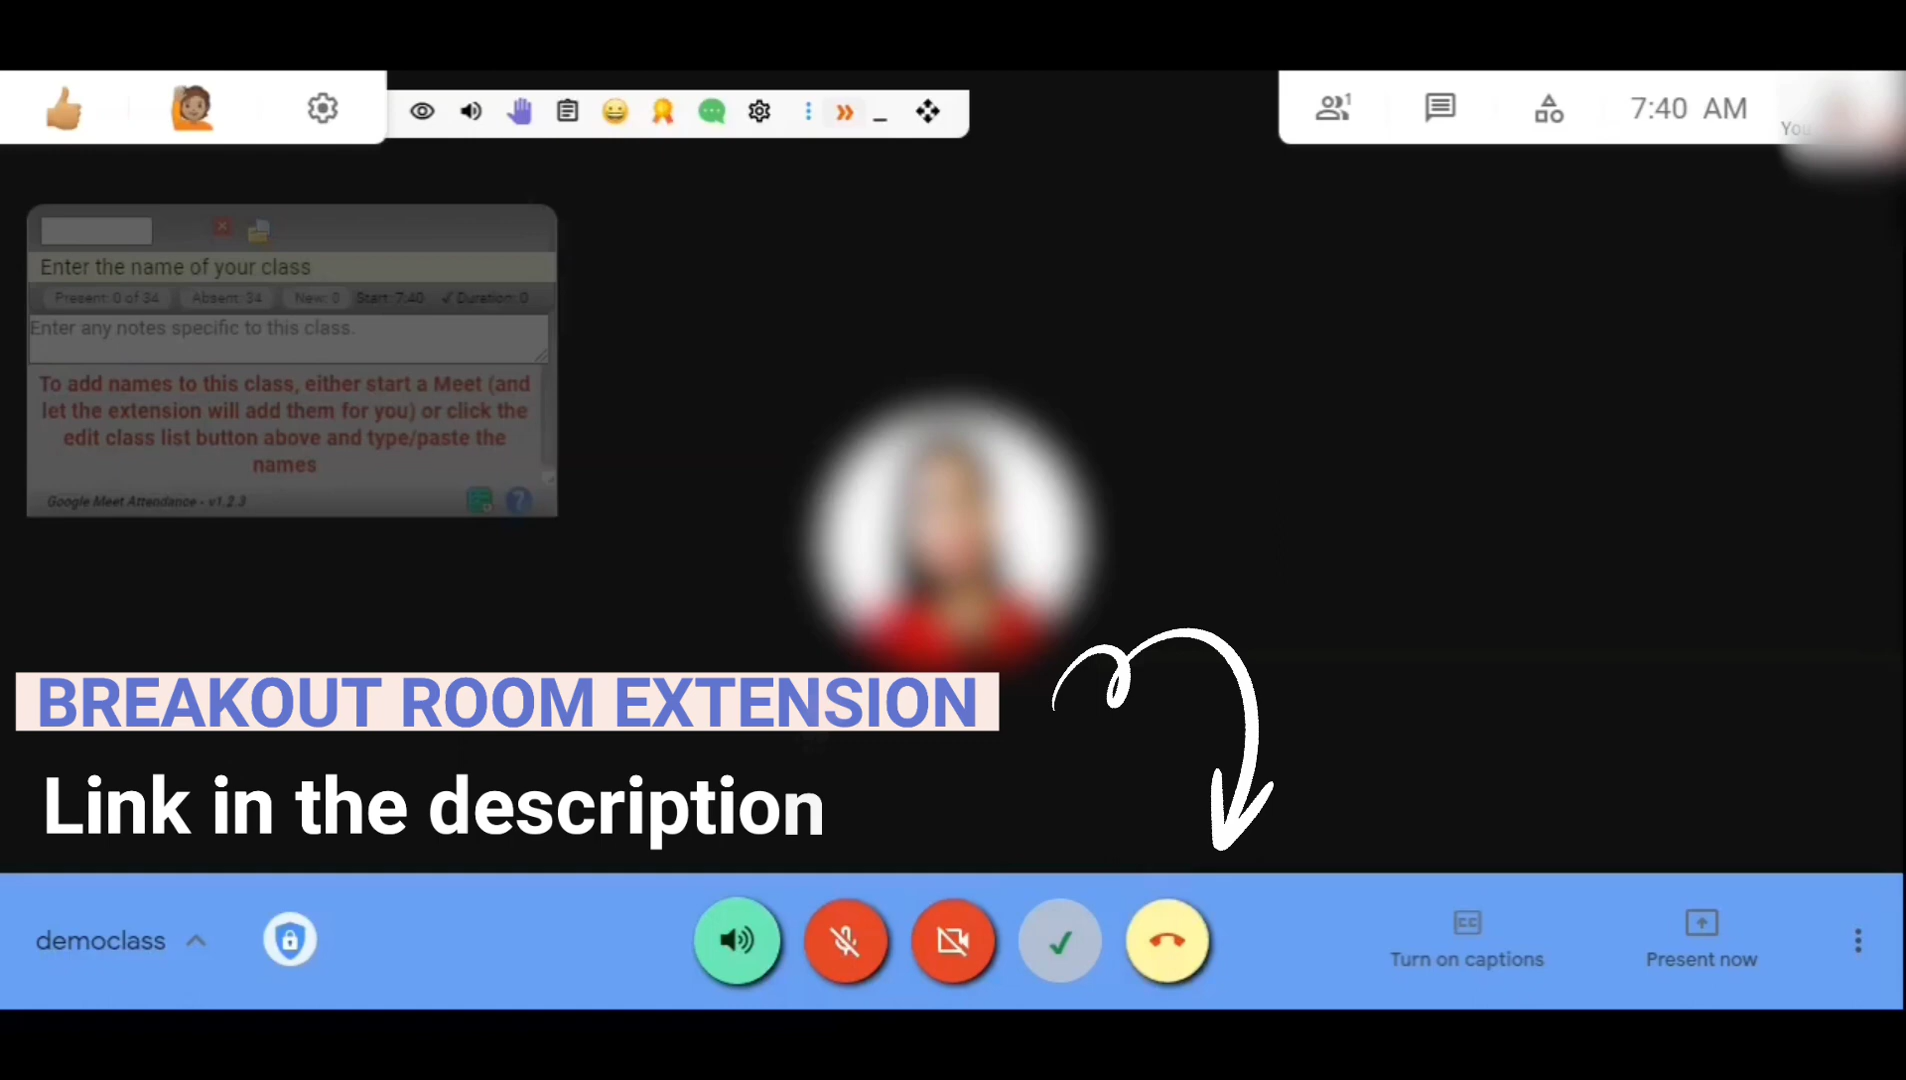 1
7:40 AM
You
Enter the name of your class
Present: 0 of 34 Absent: 34 New: 0 Start: 7:40 ✓ Duration: 0
Enter any notes specific to this class.
To add names to this class, either start a Meet (and
let the extension will add them for you) or click the
edit class list button above and type/paste the
names
Google Meet Attendance - v1.2.3
?
BREAKOUT ROOM EXTENSION
Link in the description
democlass
CC
Turn on captions
Present now